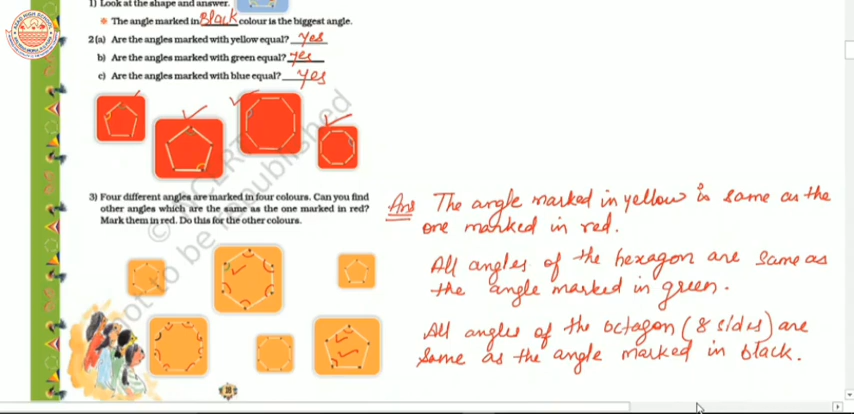 1) Look at the shape and answer.
* The angle marked in Black colour is the biggest angle.
2(a) Are the angles marked with yellow equal? Yes
b) Are the angles marked with green equal? Yes
c) Are the angles marked with blue equal? Yes
3) Four different angles are marked in four colours. Can you find
other angles which are the same as the one marked in red?
Mark them in red. Do this for the other colours.
Ans The angle marked in yellow is same as the
one marked in red.
All angles of the hexagon are same as
the angle marked in green.
All angles of the octagon (8 sides) are
same as the angle marked in black.
© NCERT
not to be republished